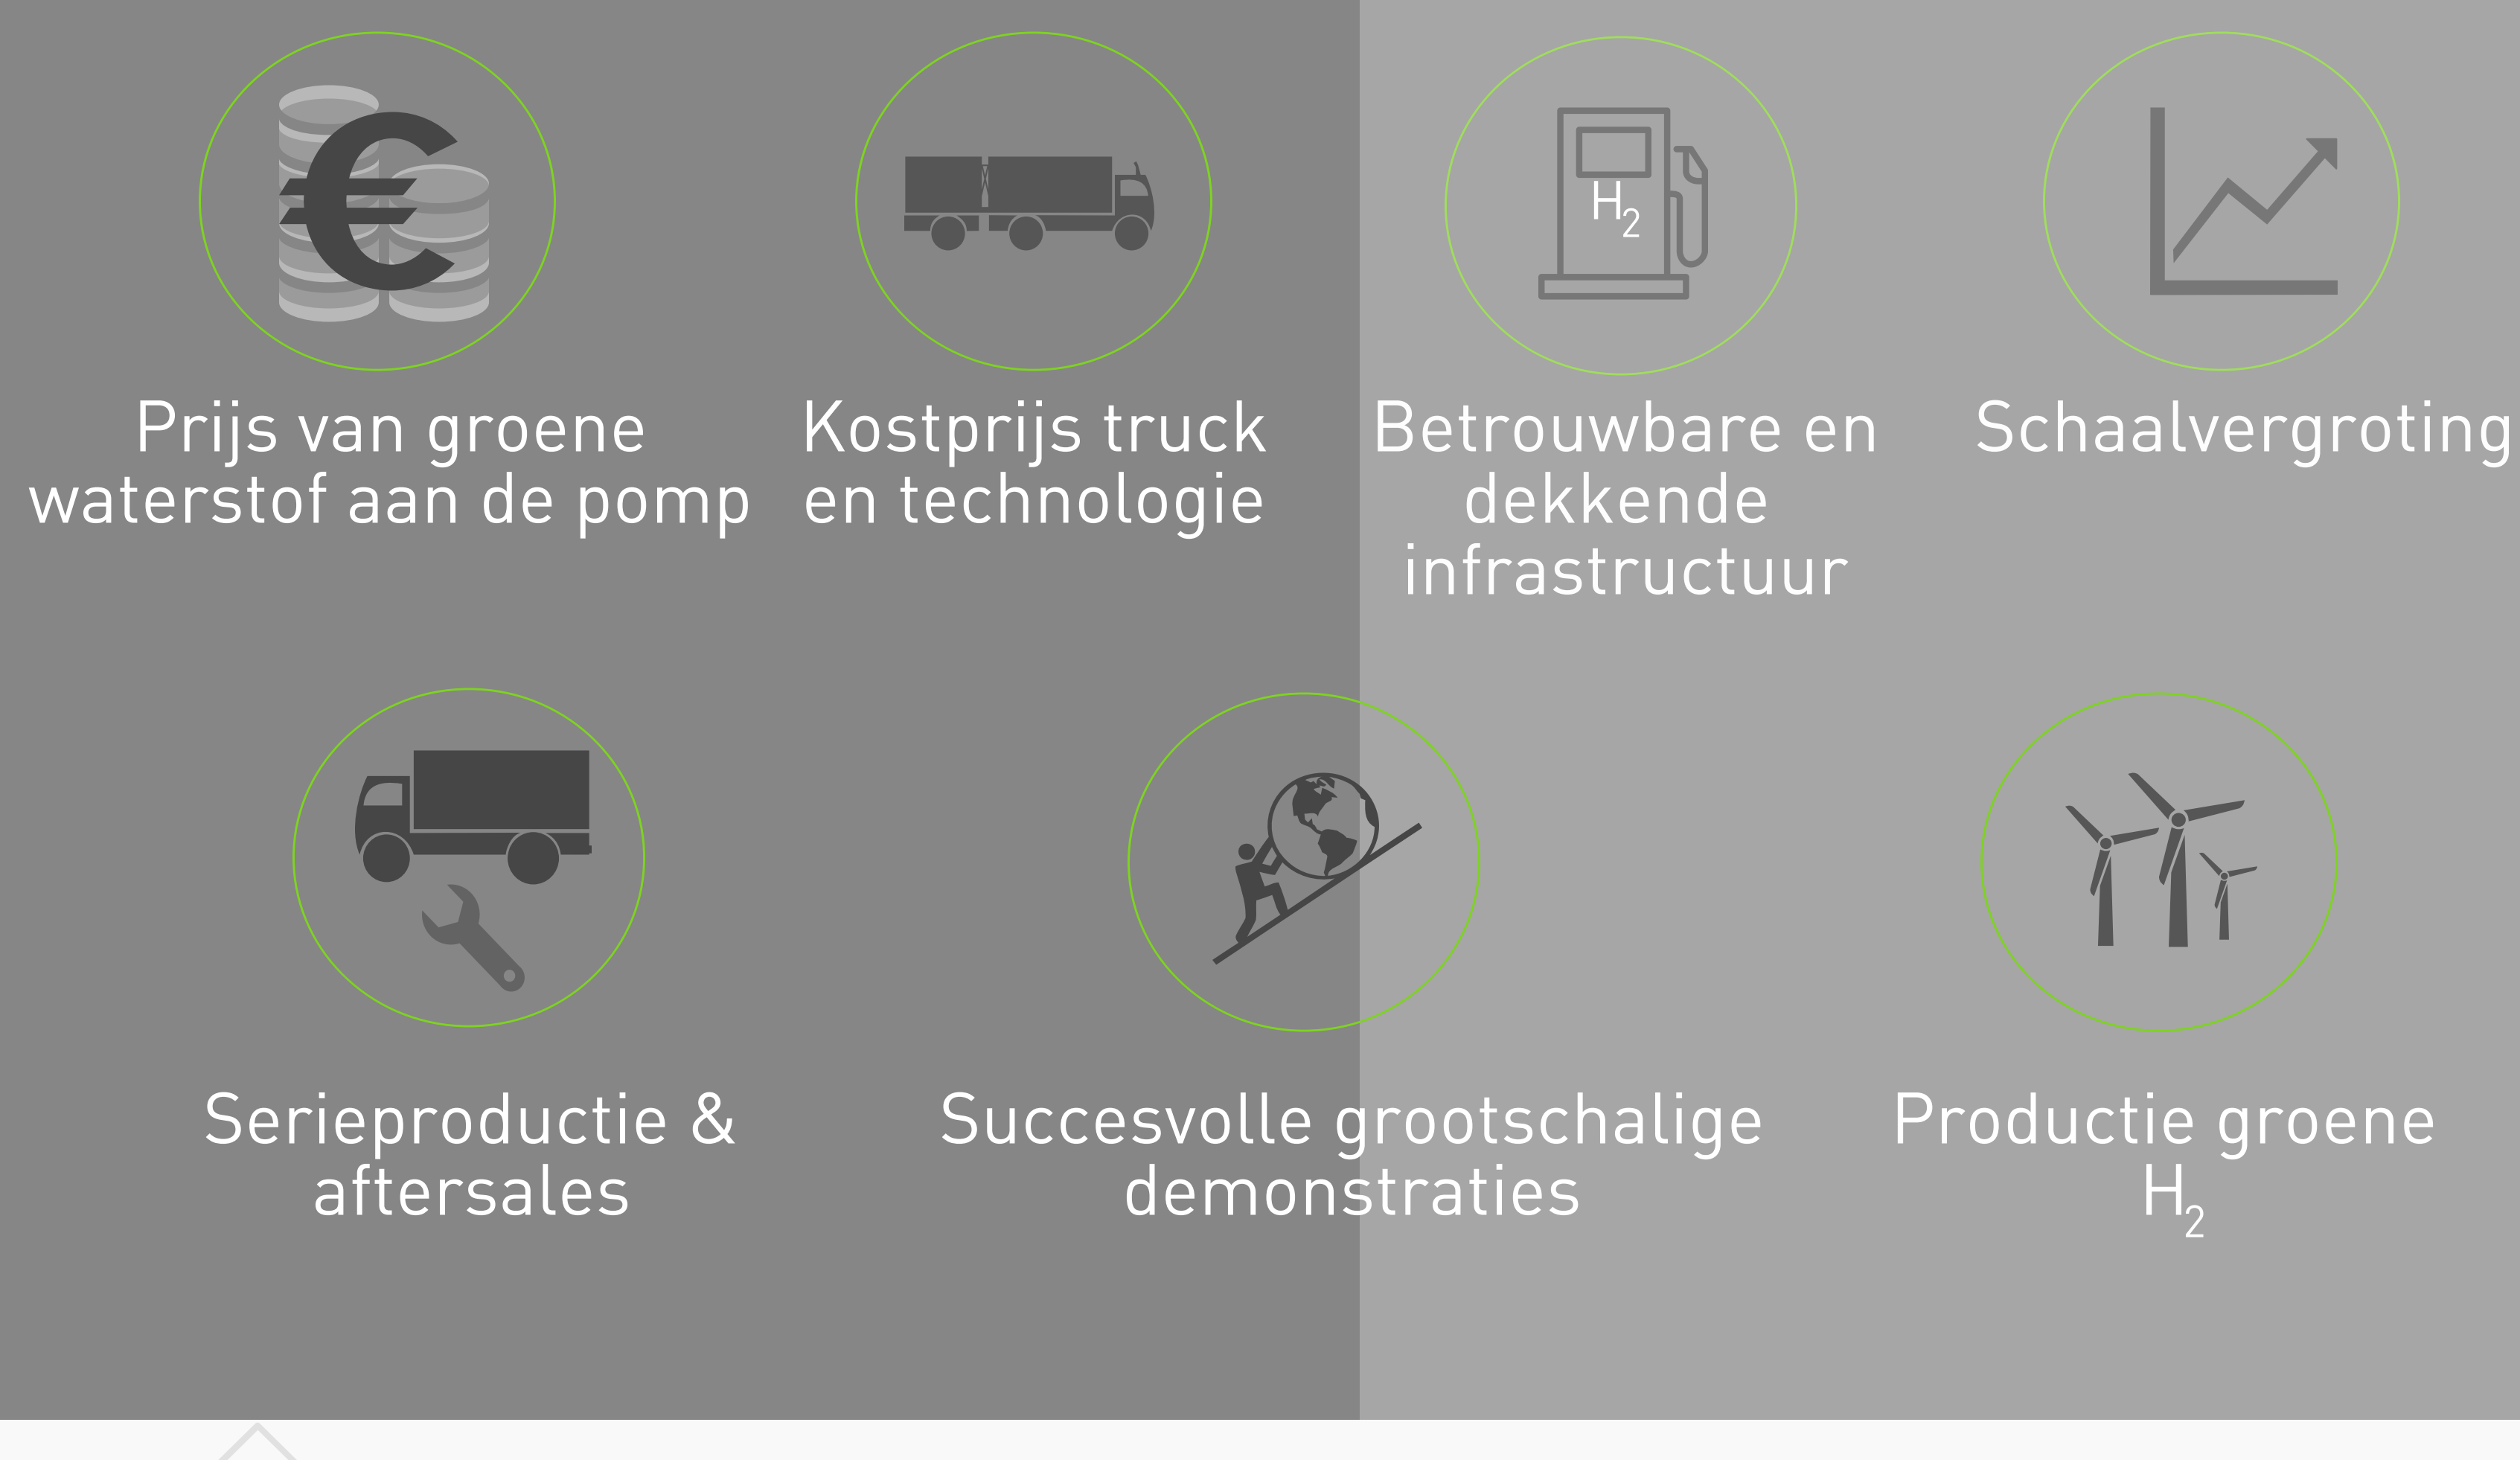 €
H₂
Prijs van groene
waterstof aan de pomp
Kostprijs truck
en technologie
Betrouwbare en
dekkende
infrastructuur
Schaalvergroting
Serieproductie &
aftersales
Succesvolle grootschalige
demonstraties
Productie groene
H₂